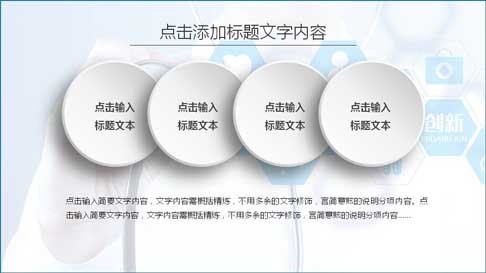 点击添加标题文字内容
点击输入
标题文本
点击输入
标题文本
点击输入
标题文本
点击输入
标题文本
创新
点击输入简要文字内容，文字内容需概括精炼，不用多余的文字修饰，言简意赅的说明分项内容。点
击输入简要文字内容，文字内容需概括精炼，不用多余的文字修饰，言简意赅的说明分项内容……